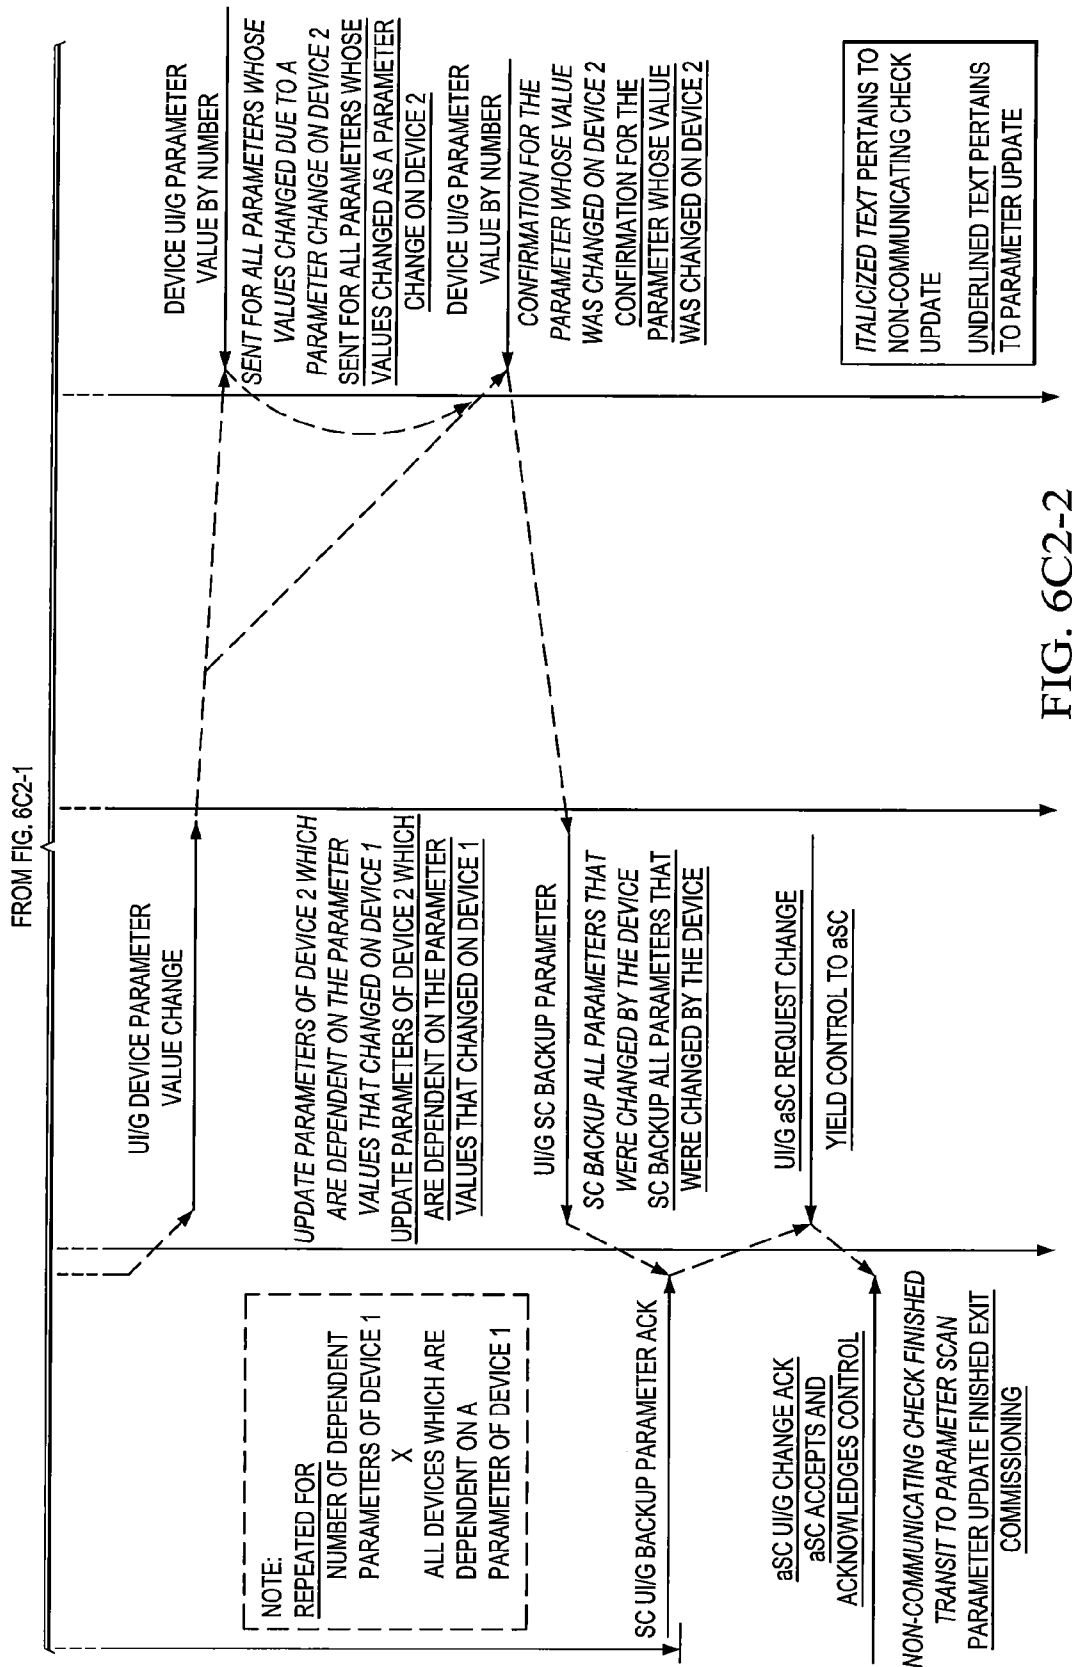 FROM FIG. 6C2-1
NOTE:
REPEATED FOR
NUMBER OF DEPENDENT
PARAMETERS OF DEVICE 1
X
ALL DEVICES WHICH ARE
DEPENDENT ON A
PARAMETER OF DEVICE 1
SC UI/G BACKUP PARAMETER ACK
aSC UI/G CHANGE ACK
aSC ACCEPTS AND
ACKNOWLEDGES CONTROL
NON-COMMUNICATING CHECK FINISHED
TRANSIT TO PARAMETER SCAN
PARAMETER UPDATE FINISHED EXIT
COMMISSIONING
UI/G DEVICE PARAMETER
VALUE CHANGE
UPDATE PARAMETERS OF DEVICE 2 WHICH
ARE DEPENDENT ON THE PARAMETER
VALUES THAT CHANGED ON DEVICE 1
UPDATE PARAMETERS OF DEVICE 2 WHICH
ARE DEPENDENT ON THE PARAMETER
VALUES THAT CHANGED ON DEVICE 1
UI/G SC BACKUP PARAMETER
SC BACKUP ALL PARAMETERS THAT
WERE CHANGED BY THE DEVICE
SC BACKUP ALL PARAMETERS THAT
WERE CHANGED BY THE DEVICE
UI/G aSC REQUEST CHANGE
YIELD CONTROL TO aSC
DEVICE UI/G PARAMETER
VALUE BY NUMBER
SENT FOR ALL PARAMETERS WHOSE
VALUES CHANGED DUE TO A
PARAMETER CHANGE ON DEVICE 2
SENT FOR ALL PARAMETERS WHOSE
VALUES CHANGED AS A PARAMETER
CHANGE ON DEVICE 2
DEVICE UI/G PARAMETER
VALUE BY NUMBER
CONFIRMATION FOR THE
PARAMETER WHOSE VALUE
WAS CHANGED ON DEVICE 2
CONFIRMATION FOR THE
PARAMETER WHOSE VALUE
WAS CHANGED ON DEVICE 2
ITALICIZED TEXT PERTAINS TO
NON-COMMUNICATING CHECK
UPDATE
UNDERLINED TEXT PERTAINS
TO PARAMETER UPDATE
FIG. 6C2-2